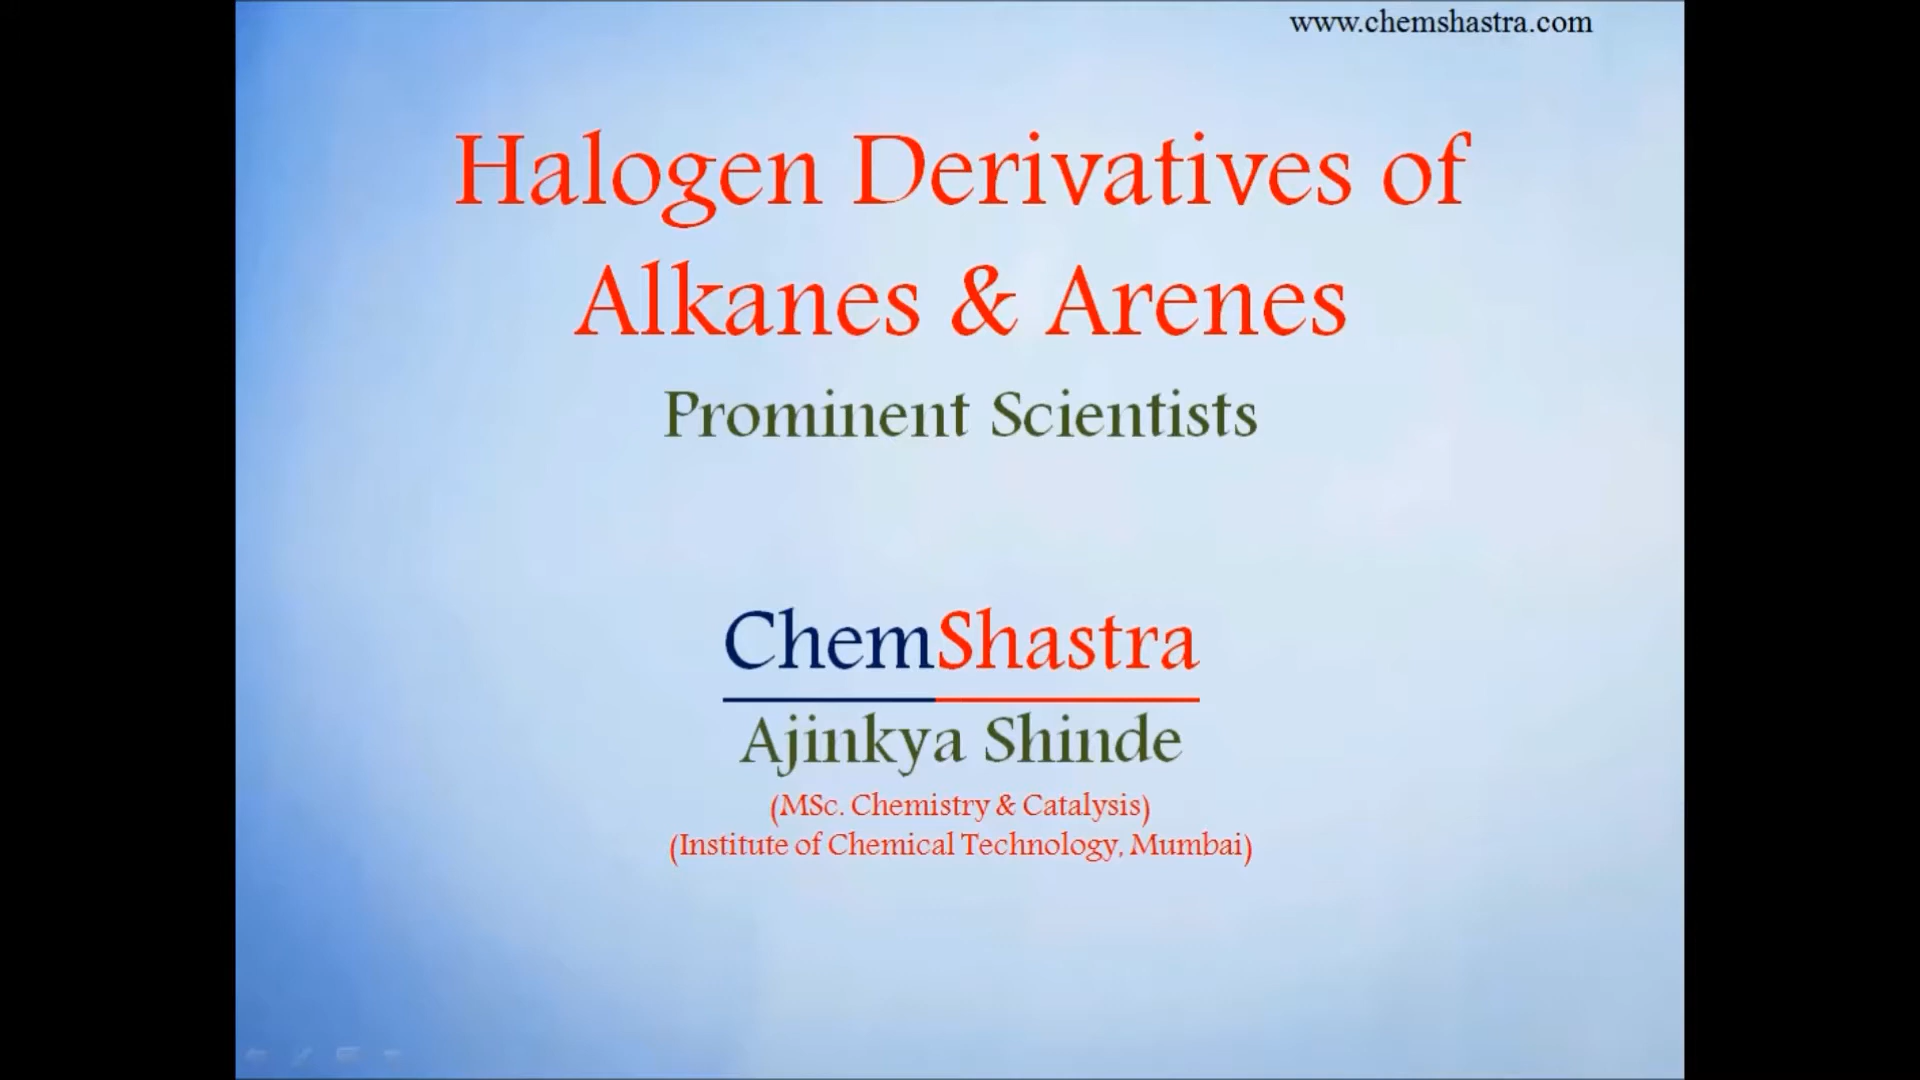 www.chemshastra.com
Halogen Derivatives of
Alkanes & Arenes
Prominent Scientists
ChemShastra
Ajinkya Shinde
(MSc. Chemistry & Catalysis)
(Institute of Chemical Technology, Mumbai)